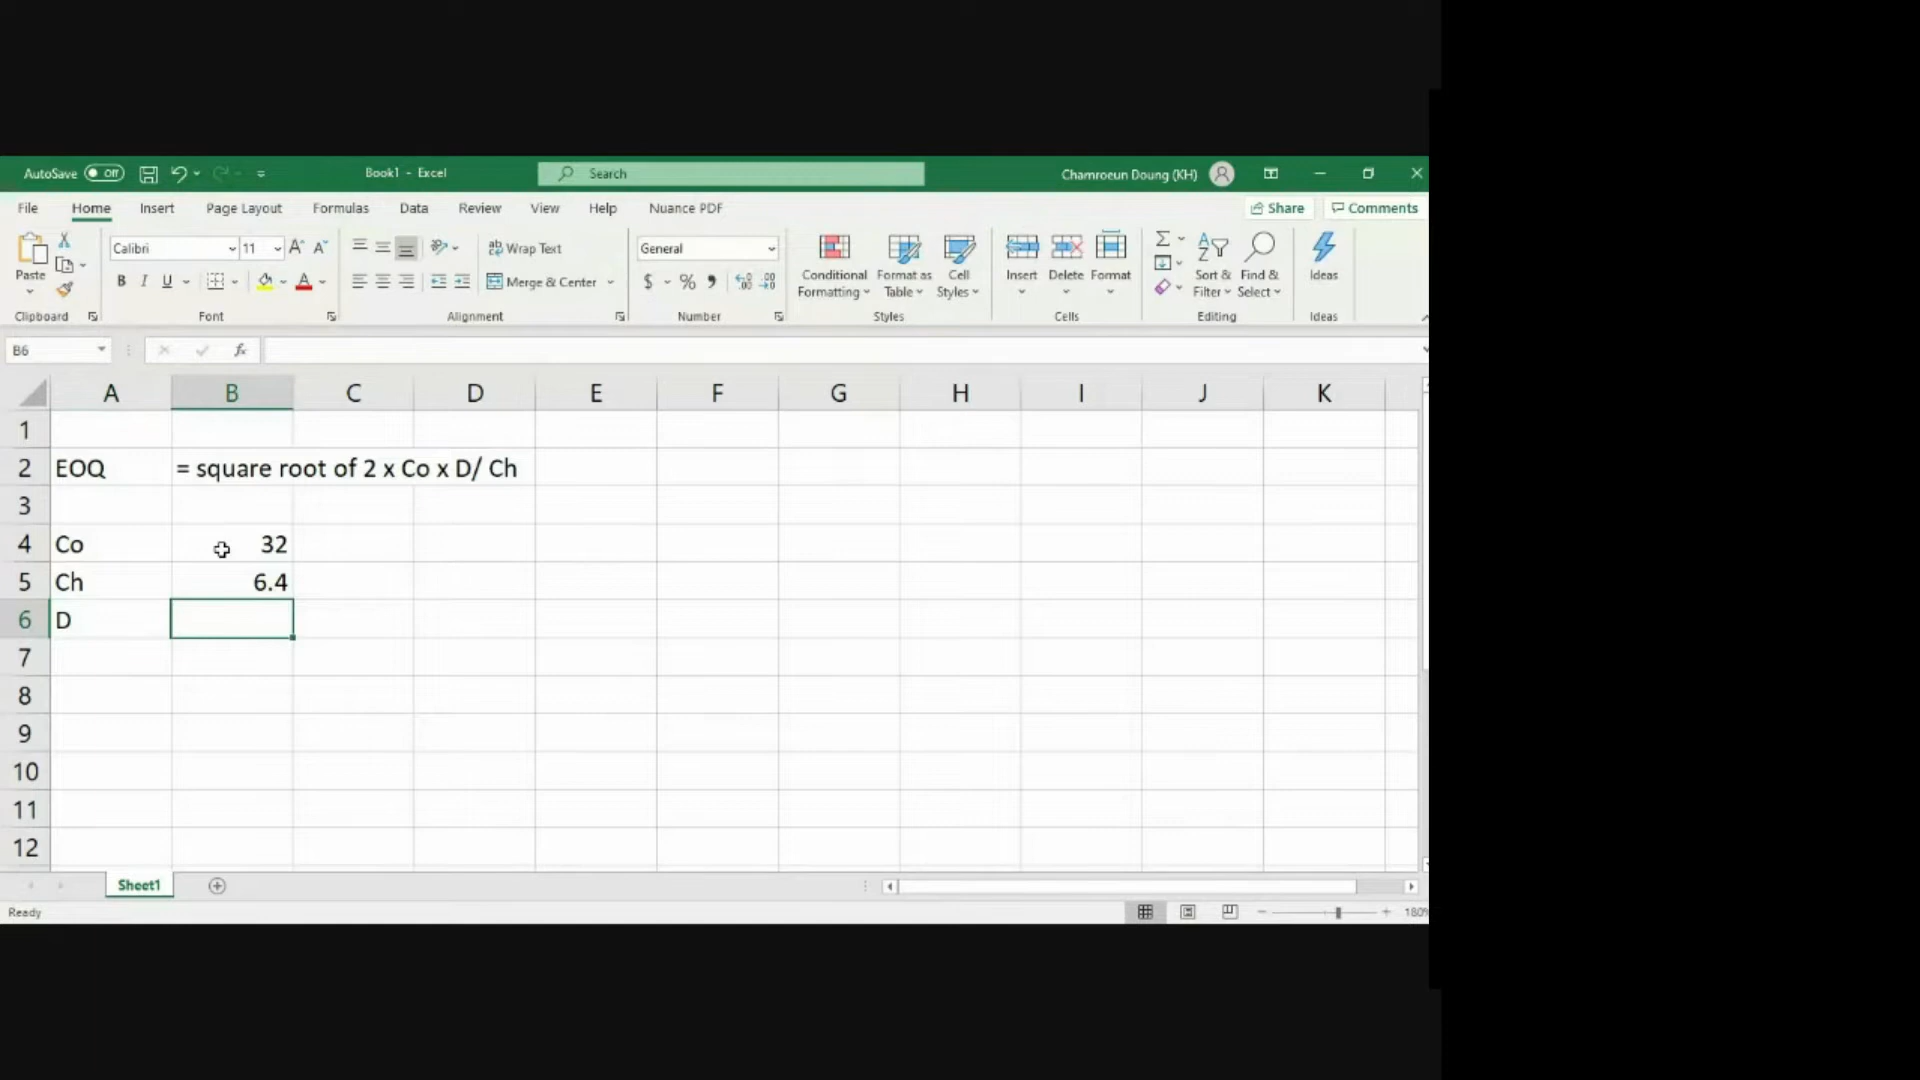 AutoSave Off Book1 - Excel Search Chamroeun Doung (KH)
File Home Insert Page Layout Formulas Data Review View Help Nuance PDF Share Comments
Paste Calibri 11 Wrap Text General
B I U Merge & Center $ % Conditional Formatting Format as Table Cell Styles Insert Delete Format Sort & Filter Find & Select Ideas
Clipboard Font Alignment Number Styles Cells Editing Ideas
B6 fx
A B C D E F G H I J K
1
2 EOQ = square root of 2 x Co x D/ Ch
3
4 Co 32
5 Ch 6.4
6 D
7
8
9
10
11
12
Sheet1
Ready 180%